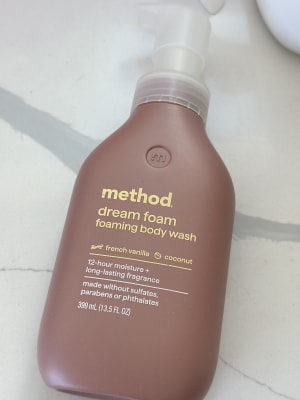 m
method.
dream foam
foaming body wash
french vanilla coconut
12-hour moisture +
long-lasting fragrance
made without sulfates,
parabens or phthalates
399 mL (13.5 FL OZ)